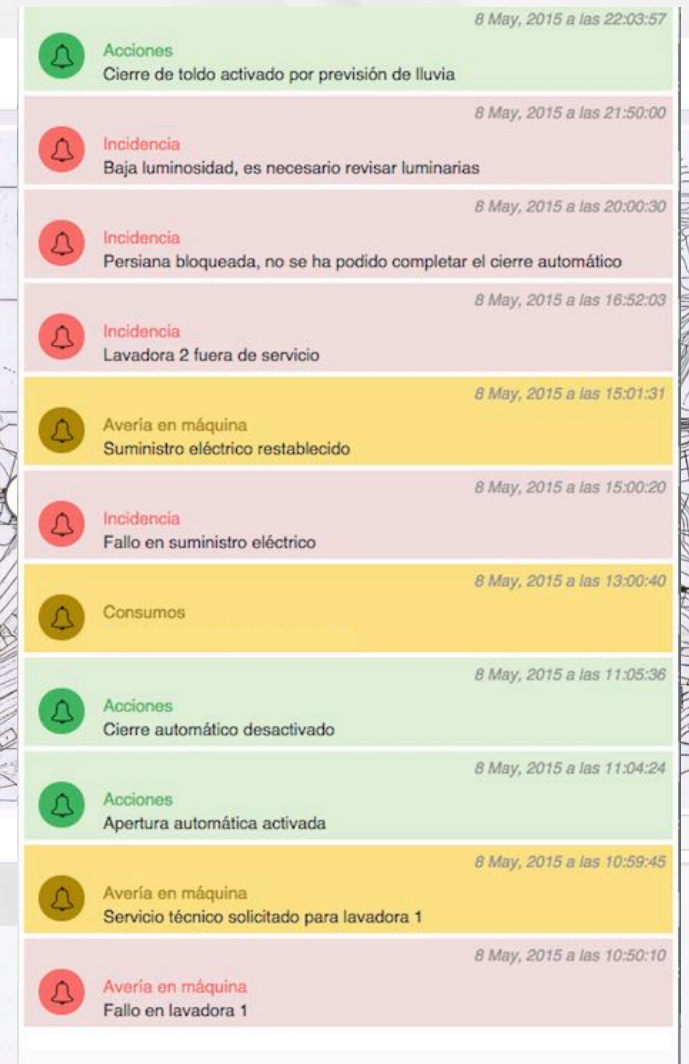 8 May, 2015 a las 22:03:57
Acciones
Cierre de toldo activado por previsión de lluvia
8 May, 2015 a las 21:50:00
Incidencia
Baja luminosidad, es necesario revisar luminarias
8 May, 2015 a las 20:00:30
Incidencia
Persiana bloqueada, no se ha podido completar el cierre automático
8 May, 2015 a las 16:52:03
Incidencia
Lavadora 2 fuera de servicio
8 May, 2015 a las 15:01:31
Avería en máquina
Suministro eléctrico restablecido
8 May, 2015 a las 15:00:20
Incidencia
Fallo en suministro eléctrico
8 May, 2015 a las 13:00:40
Consumos
8 May, 2015 a las 11:05:36
Acciones
Cierre automático desactivado
8 May, 2015 a las 11:04:24
Acciones
Apertura automática activada
8 May, 2015 a las 10:59:45
Avería en máquina
Servicio técnico solicitado para lavadora 1
8 May, 2015 a las 10:50:10
Avería en máquina
Fallo en lavadora 1